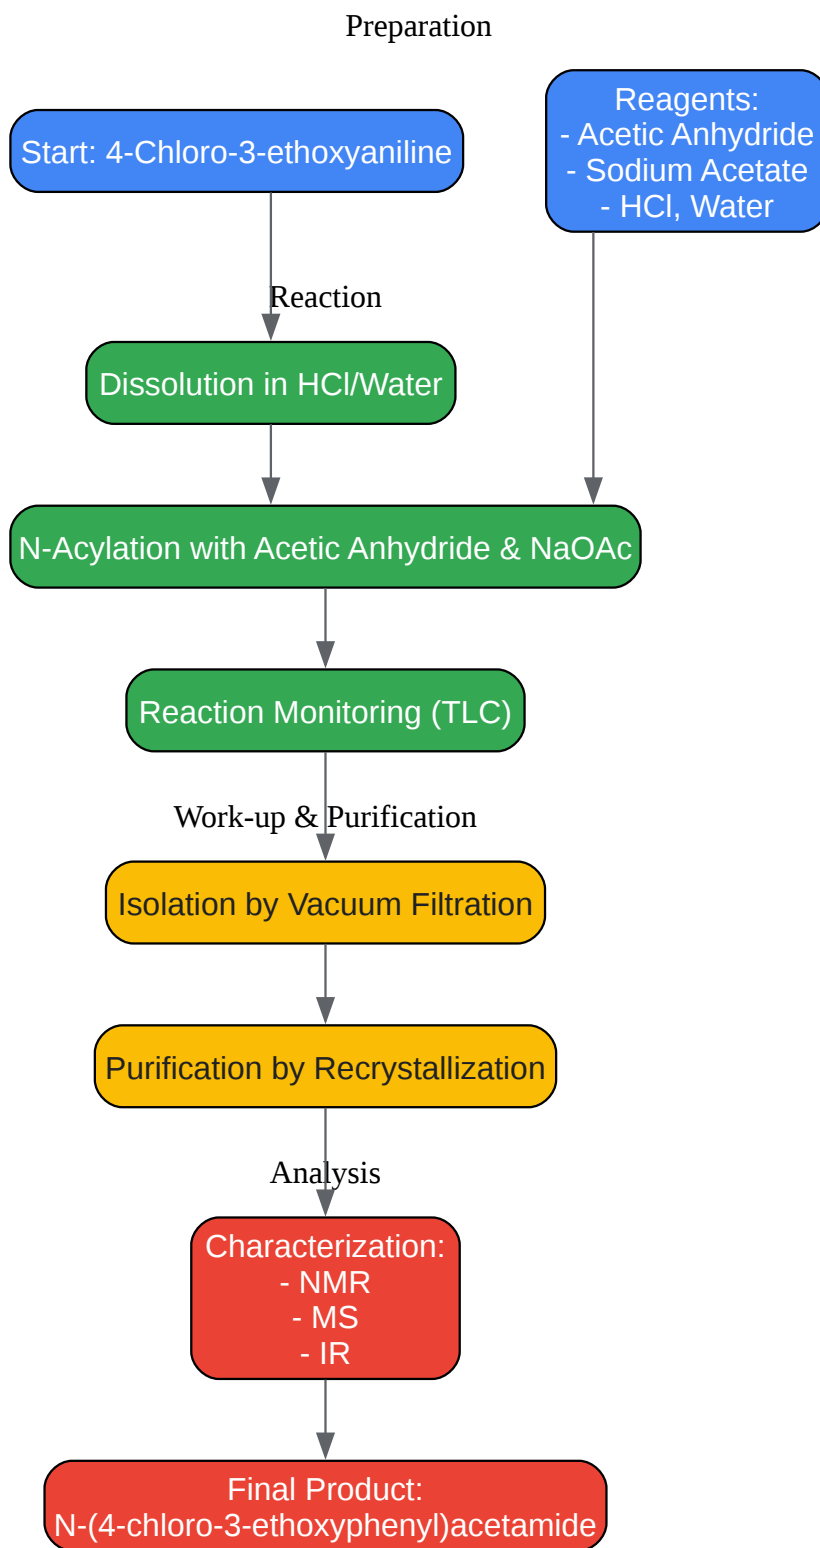 Preparation
Start: 4-Chloro-3-ethoxyaniline
Reagents:
- Acetic Anhydride
- Sodium Acetate
- HCl, Water
Reaction
Dissolution in HCl/Water
N-Acylation with Acetic Anhydride & NaOAc
Reaction Monitoring (TLC)
Work-up & Purification
Isolation by Vacuum Filtration
Purification by Recrystallization
Analysis
Characterization:
- NMR
- MS
- IR
Final Product:
N-(4-chloro-3-ethoxyphenyl)acetamide